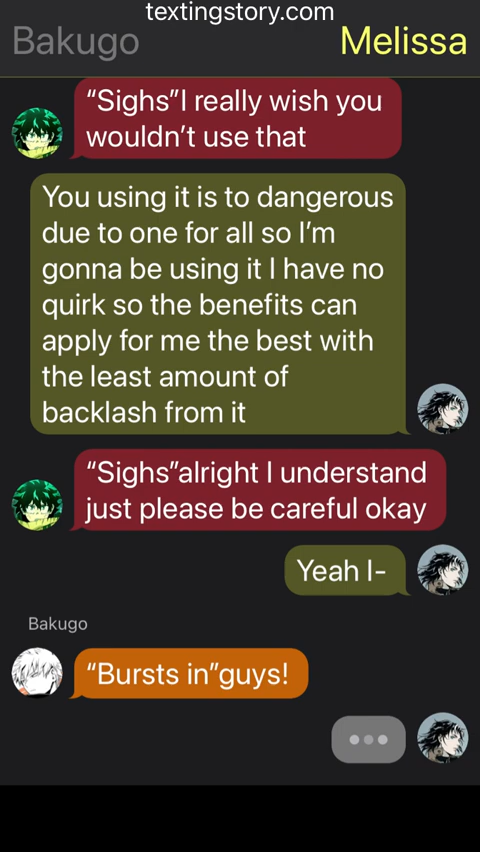 textingstory.com
Bakugo
Melissa
“Sighs”I really wish you
wouldn’t use that
You using it is to dangerous
due to one for all so I’m
gonna be using it I have no
quirk so the benefits can
apply for me the best with
the least amount of
backlash from it
“Sighs”alright I understand
just please be careful okay
Yeah I-
Bakugo
“Bursts in”guys!